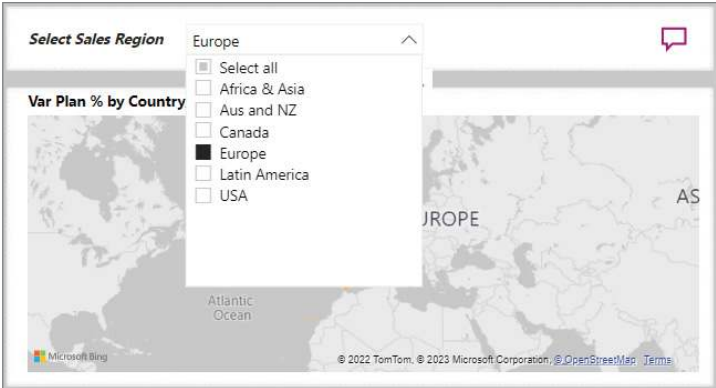 Select Sales Region
Europe
Select all
Africa & Asia
Aus and NZ
Canada
Europe
Latin America
USA
Var Plan % by Country
UROPE
AS
Atlantic
Ocean
Microsoft Bing
© 2022 TomTom, © 2023 Microsoft Corporation, © OpenStreetMap Terms